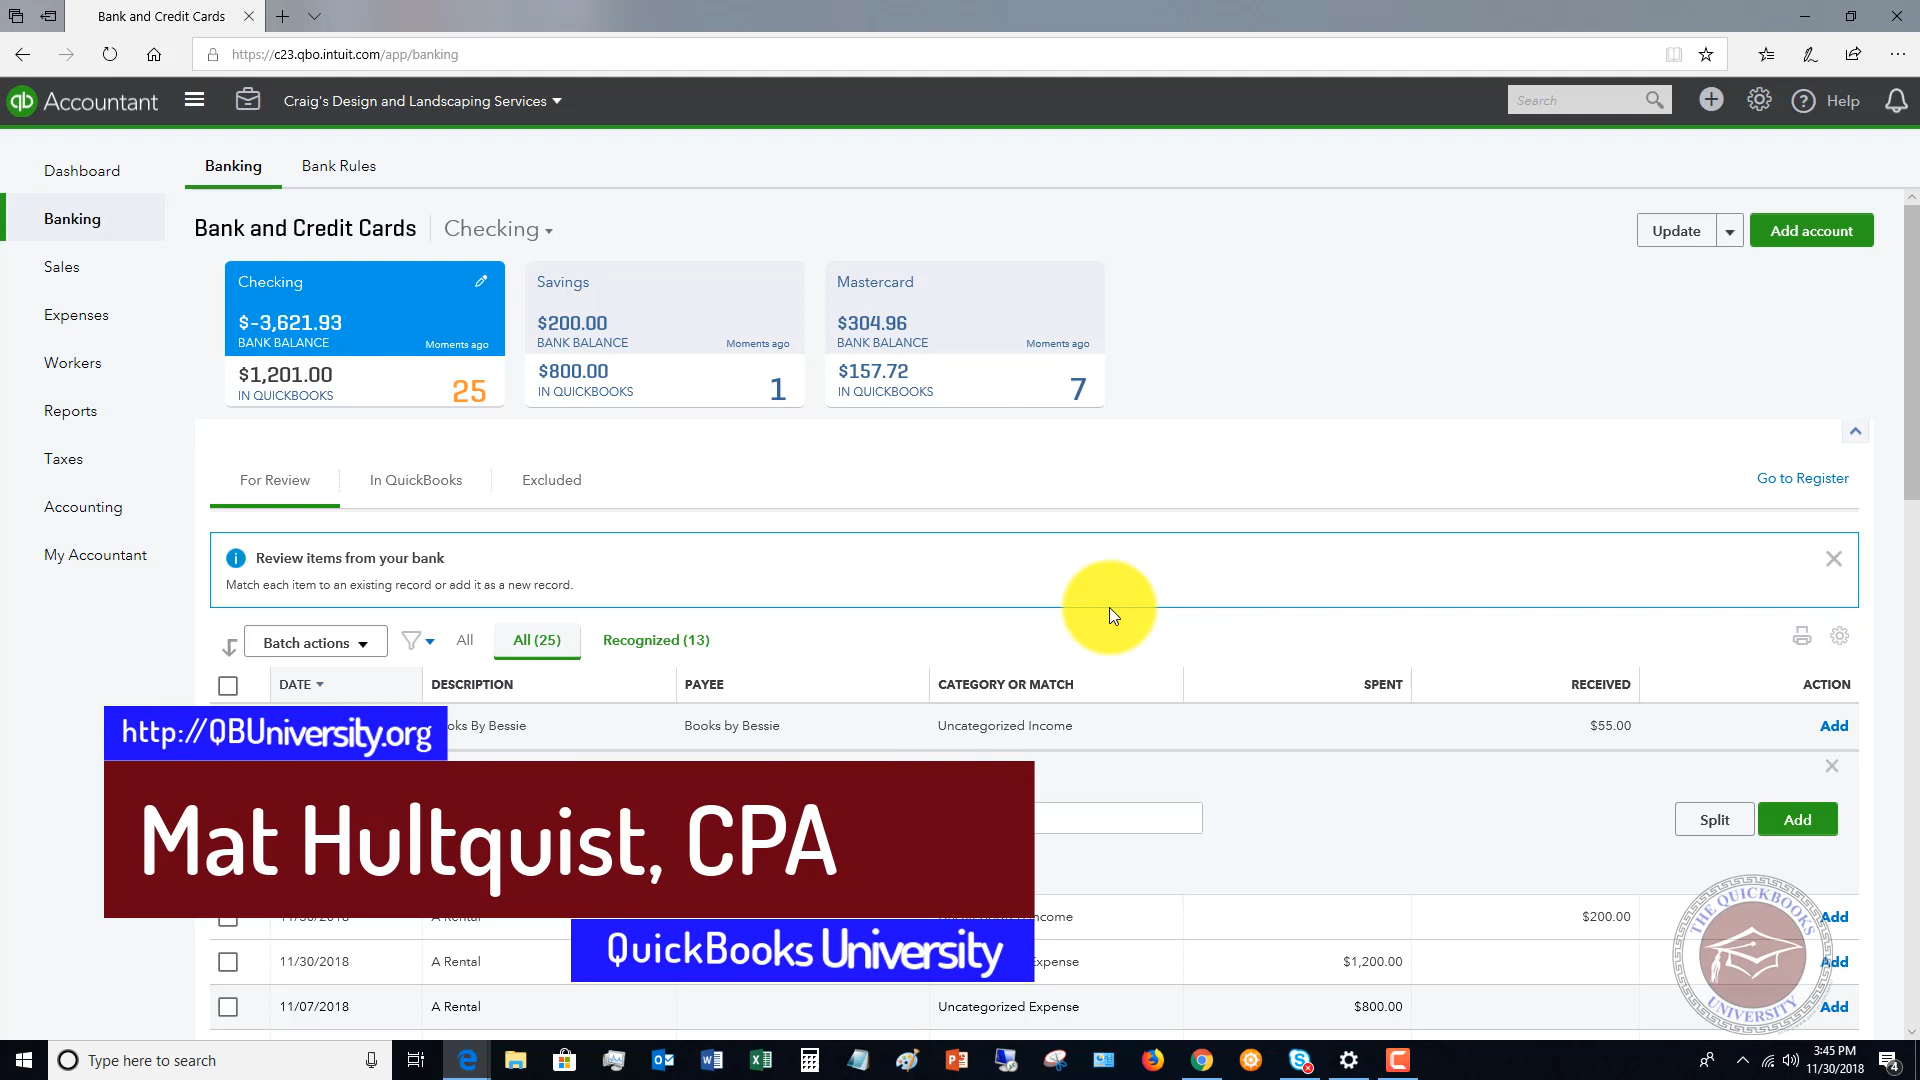 Bank and Credit Cards
https://c23.qbo.intuit.com/app/banking
qb Accountant
Craig's Design and Landscaping Services
Search
Help
Dashboard
Banking
Sales
Expenses
Workers
Reports
Taxes
Accounting
My Accountant
Banking Bank Rules
Bank and Credit Cards Checking
Update
Add account
Checking
$-3,621.93
BANK BALANCE Moments ago
$1,201.00
IN QUICKBOOKS 25
Savings
$200.00
BANK BALANCE Moments ago
$800.00
IN QUICKBOOKS 1
Mastercard
$304.96
BANK BALANCE Moments ago
$157.72
IN QUICKBOOKS 7
For Review In QuickBooks Excluded Go to Register
Review items from your bank
Match each item to an existing record or add it as a new record.
Batch actions All All (25) Recognized (13)
DATE DESCRIPTION PAYEE CATEGORY OR MATCH SPENT RECEIVED ACTION
oks By Bessie Books by Bessie Uncategorized Income $55.00 Add
http://QBUniversity.org
Mat Hultquist, CPA
QuickBooks University
Split Add
A Rental $200.00 Add
11/30/2018 A Rental $1,200.00 Add
11/07/2018 A Rental Uncategorized Expense $800.00 Add
THE QUICKBOOKS
UNIVERSITY
Type here to search
3:45 PM
11/30/2018
4